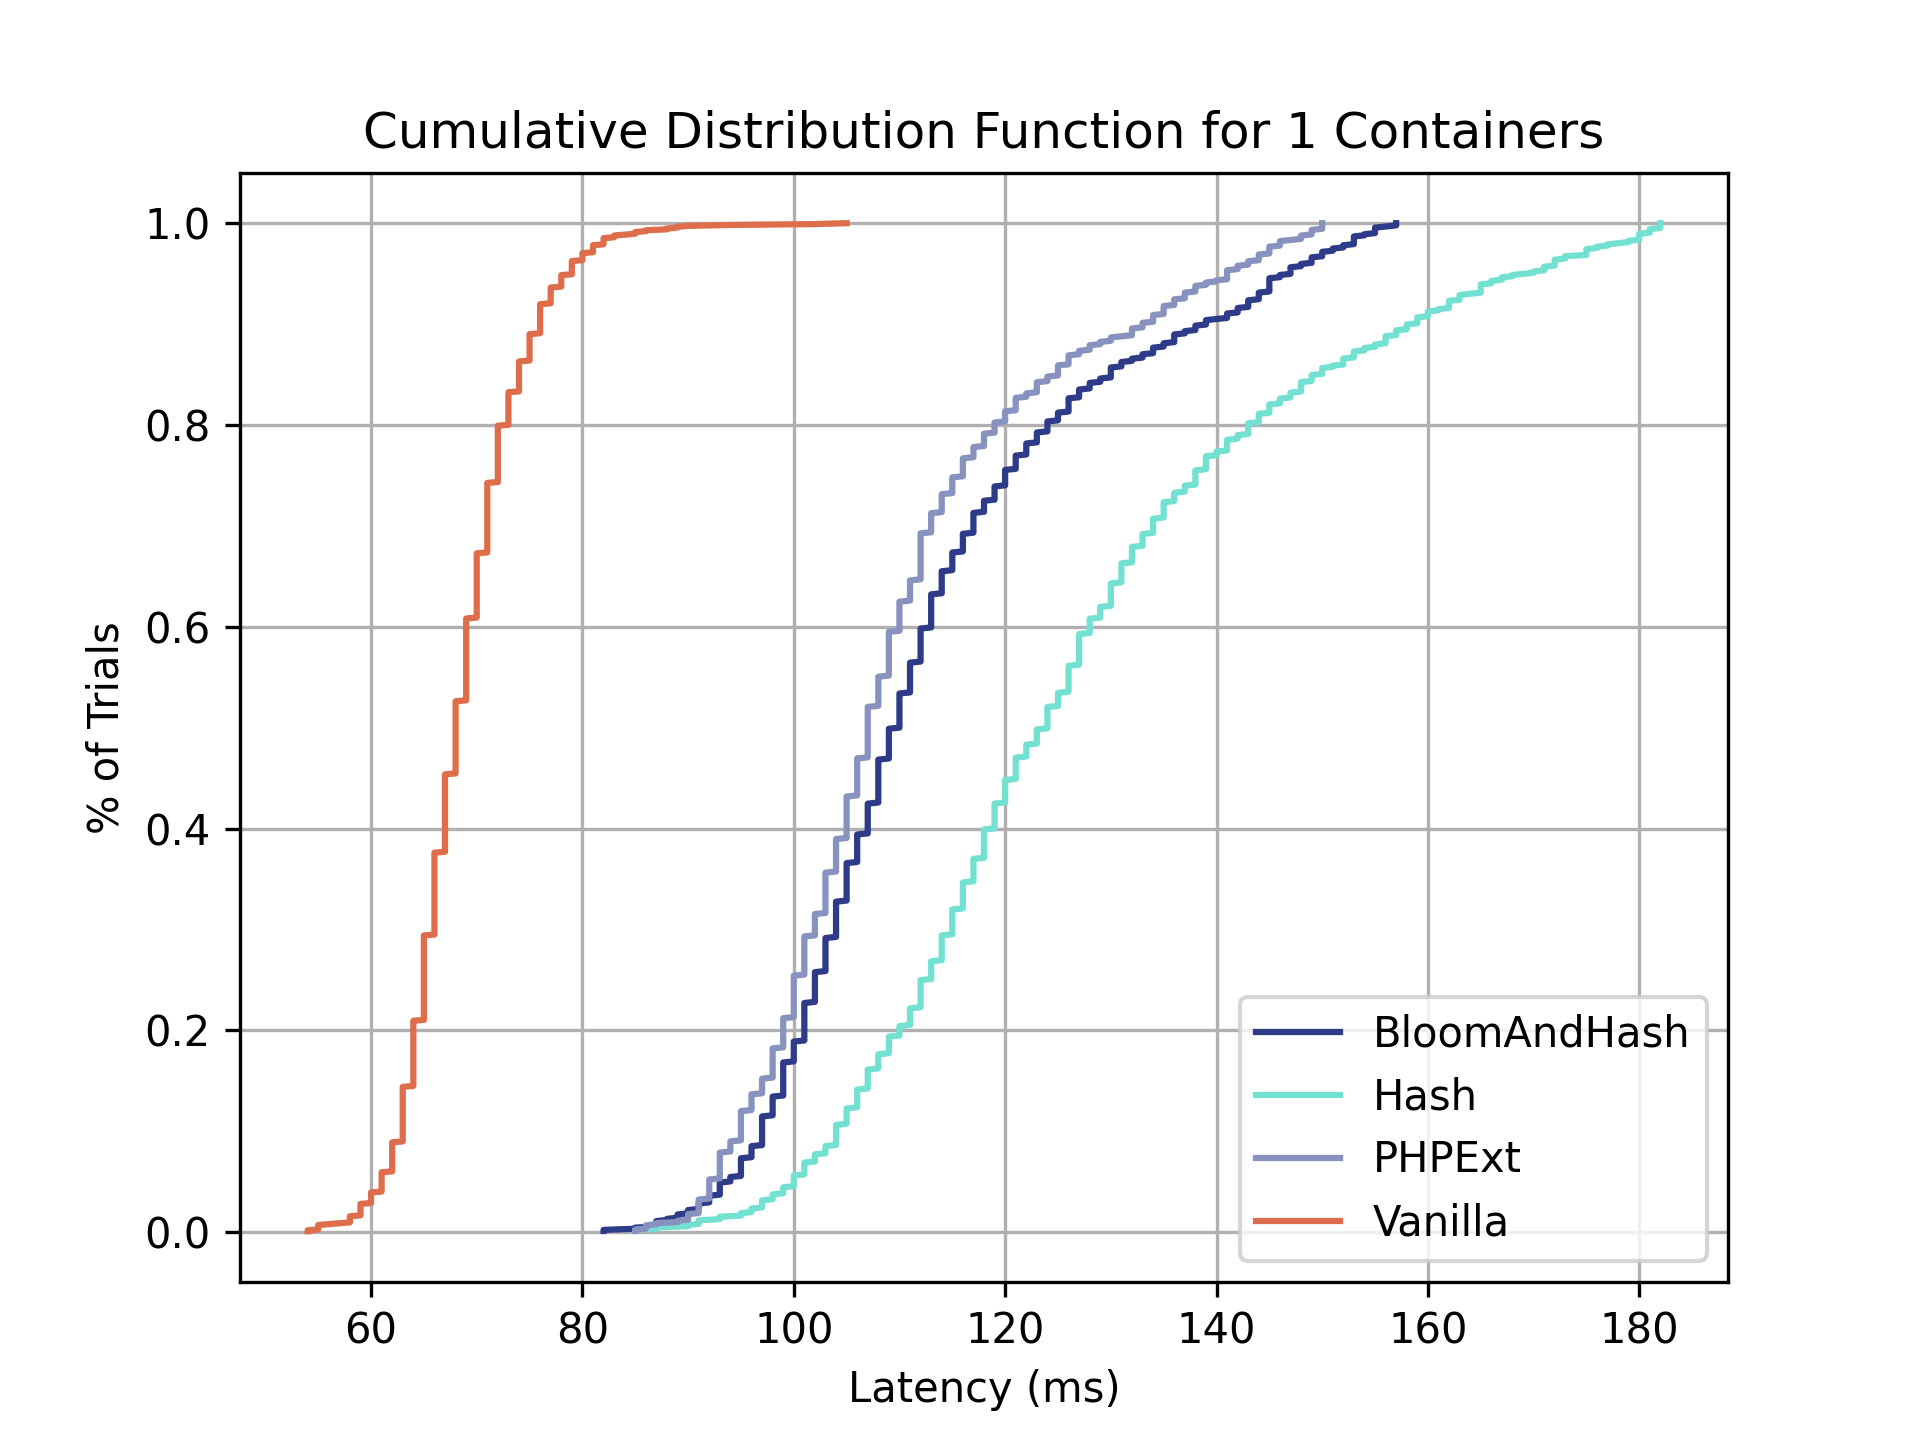 Cumulative Distribution Function for 1 Containers
1.0
0.8
0.6
0.4
0.2
0.0
% of Trials
60 80 100 120 140 160 180
Latency (ms)
BloomAndHash
Hash
PHPExt
Vanilla